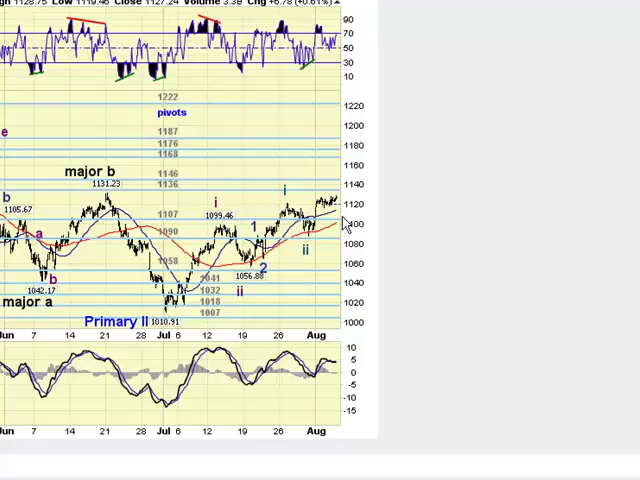 gh 1128.75 Low 1119.46 Close 1127.24 Volume 3.3B Chg +6.78 (+0.61%)
90
70
50
30
10
1222
1220
pivots
1200
e
1187
1180
1176
1168
1160
major b
1146
1131.23
1136
1140
i
b
i
1120
1105.67
1099.46
1107
1
1100
a
1090
1080
ii
1058
1056.88
2
1060
b
1041
1042.17
1032
ii
1040
major a
1018
1020
1007
Primary II 1010.91
1000
Jun 7 14 21 28 Jul 6 12 19 26 Aug
10
5
0
-5
-10
-15
Jun 7 14 21 28 Jul 6 12 19 26 Aug